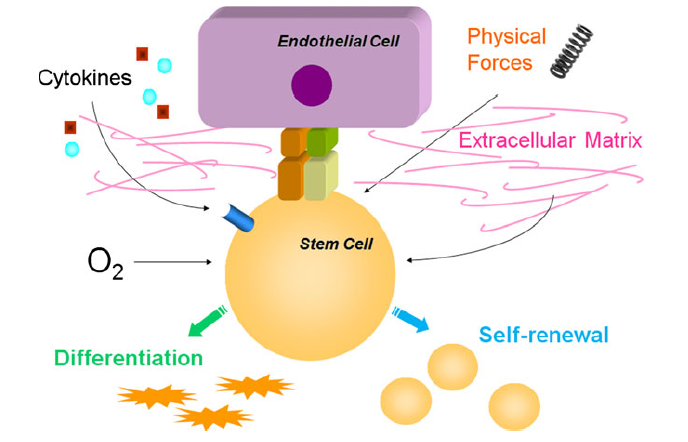 Endothelial Cell
Physical
Forces
Cytokines
Extracellular Matrix
Stem Cell
O₂
Self-renewal
Differentiation